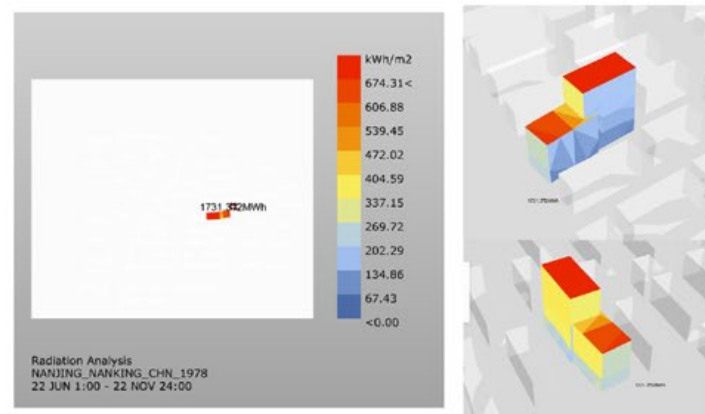 kWh/m2
674.31<
606.88
539.45
472.02
404.59
337.15
269.72
202.29
134.86
67.43
<0.00
Radiation Analysis
NANJING_NANKING_CHN_1978
22 JUN 1:00 - 22 NOV 24:00